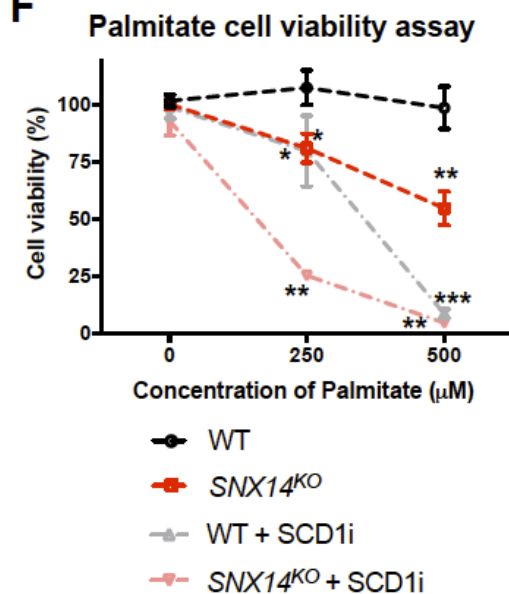 F
Palmitate cell viability assay
Cell viability (%)
100
75
50
25
0
*
*
**
**
***
**
0 250 500
Concentration of Palmitate (μM)
WT
SNX14KO
WT + SCD1i
SNX14KO + SCD1i